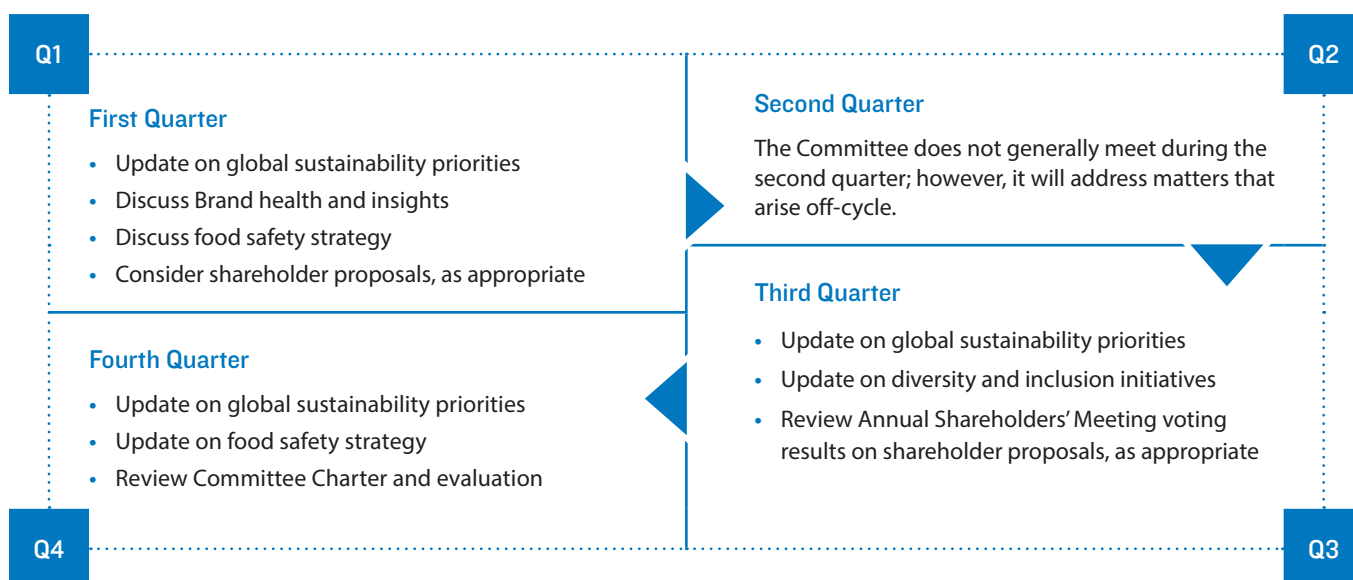 Q1
Q2
First Quarter
• Update on global sustainability priorities
• Discuss Brand health and insights
• Discuss food safety strategy
• Consider shareholder proposals, as appropriate
Second Quarter
The Committee does not generally meet during the
second quarter; however, it will address matters that
arise off-cycle.
Third Quarter
• Update on global sustainability priorities
• Update on diversity and inclusion initiatives
• Review Annual Shareholders’ Meeting voting
results on shareholder proposals, as appropriate
Fourth Quarter
• Update on global sustainability priorities
• Update on food safety strategy
• Review Committee Charter and evaluation
Q4
Q3